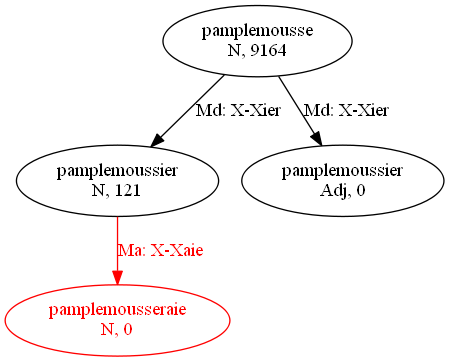 pamplemousse
N, 9164
Md: X-Xier
Md: X-Xier
pamplemoussier
N, 121
pamplemoussier
Adj, 0
Ma: X-Xaie
pamplemousseraie
N, 0